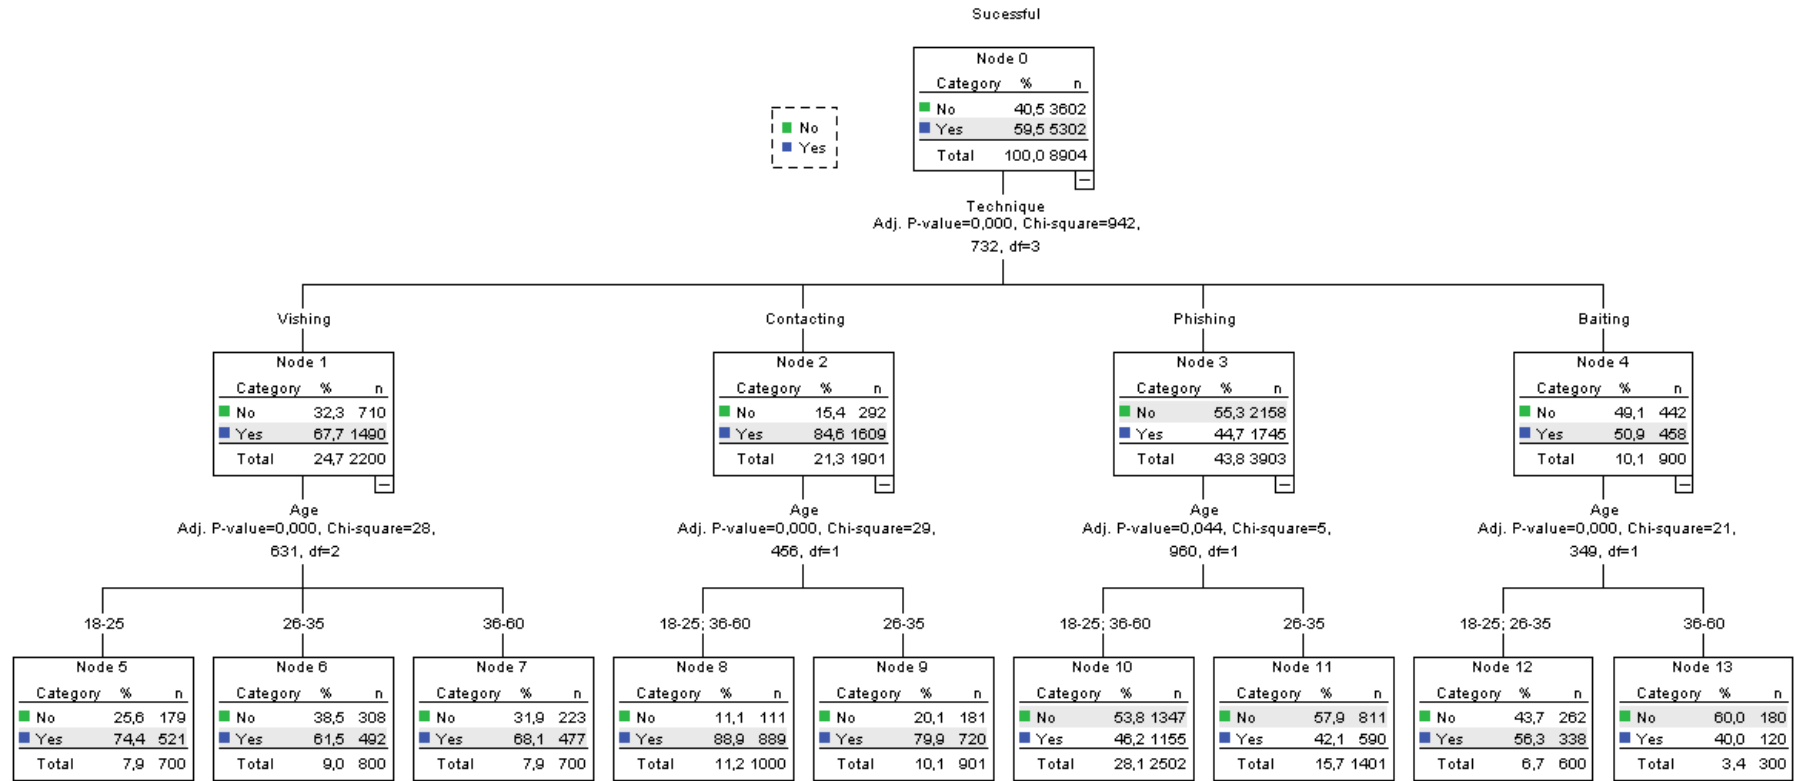 Sucessful
Node 0
Category % n
No 40,5 3602
Yes 59,5 5302
Total 100,0 8904
No
Yes
Technique
Adj. P-value=0,000, Chi-square=942,
732, df=3
Vishing
Contacting
Phishing
Baiting
Node 1
Category % n
No 32,3 710
Yes 67,7 1490
Total 24,7 2200
Node 2
Category % n
No 15,4 292
Yes 84,6 1609
Total 21,3 1901
Node 3
Category % n
No 55,3 2158
Yes 44,7 1745
Total 43,8 3903
Node 4
Category % n
No 49,1 442
Yes 50,9 458
Total 10,1 900
Age
Adj. P-value=0,000, Chi-square=28,
631, df=2
Age
Adj. P-value=0,000, Chi-square=29,
456, df=1
Age
Adj. P-value=0,044, Chi-square=5,
960, df=1
Age
Adj. P-value=0,000, Chi-square=21,
349, df=1
18-25
26-35
36-60
18-25; 36-60
26-35
18-25; 36-60
26-35
18-25; 26-35
36-60
Node 5
Category % n
No 25,6 179
Yes 74,4 521
Total 7,9 700
Node 6
Category % n
No 38,5 308
Yes 61,5 492
Total 9,0 800
Node 7
Category % n
No 31,9 223
Yes 68,1 477
Total 7,9 700
Node 8
Category % n
No 11,1 111
Yes 88,9 889
Total 11,2 1000
Node 9
Category % n
No 20,1 181
Yes 79,9 720
Total 10,1 901
Node 10
Category % n
No 53,8 1347
Yes 46,2 1155
Total 28,1 2502
Node 11
Category % n
No 57,9 811
Yes 42,1 590
Total 15,7 1401
Node 12
Category % n
No 43,7 262
Yes 56,3 338
Total 6,7 600
Node 13
Category % n
No 60,0 180
Yes 40,0 120
Total 3,4 300